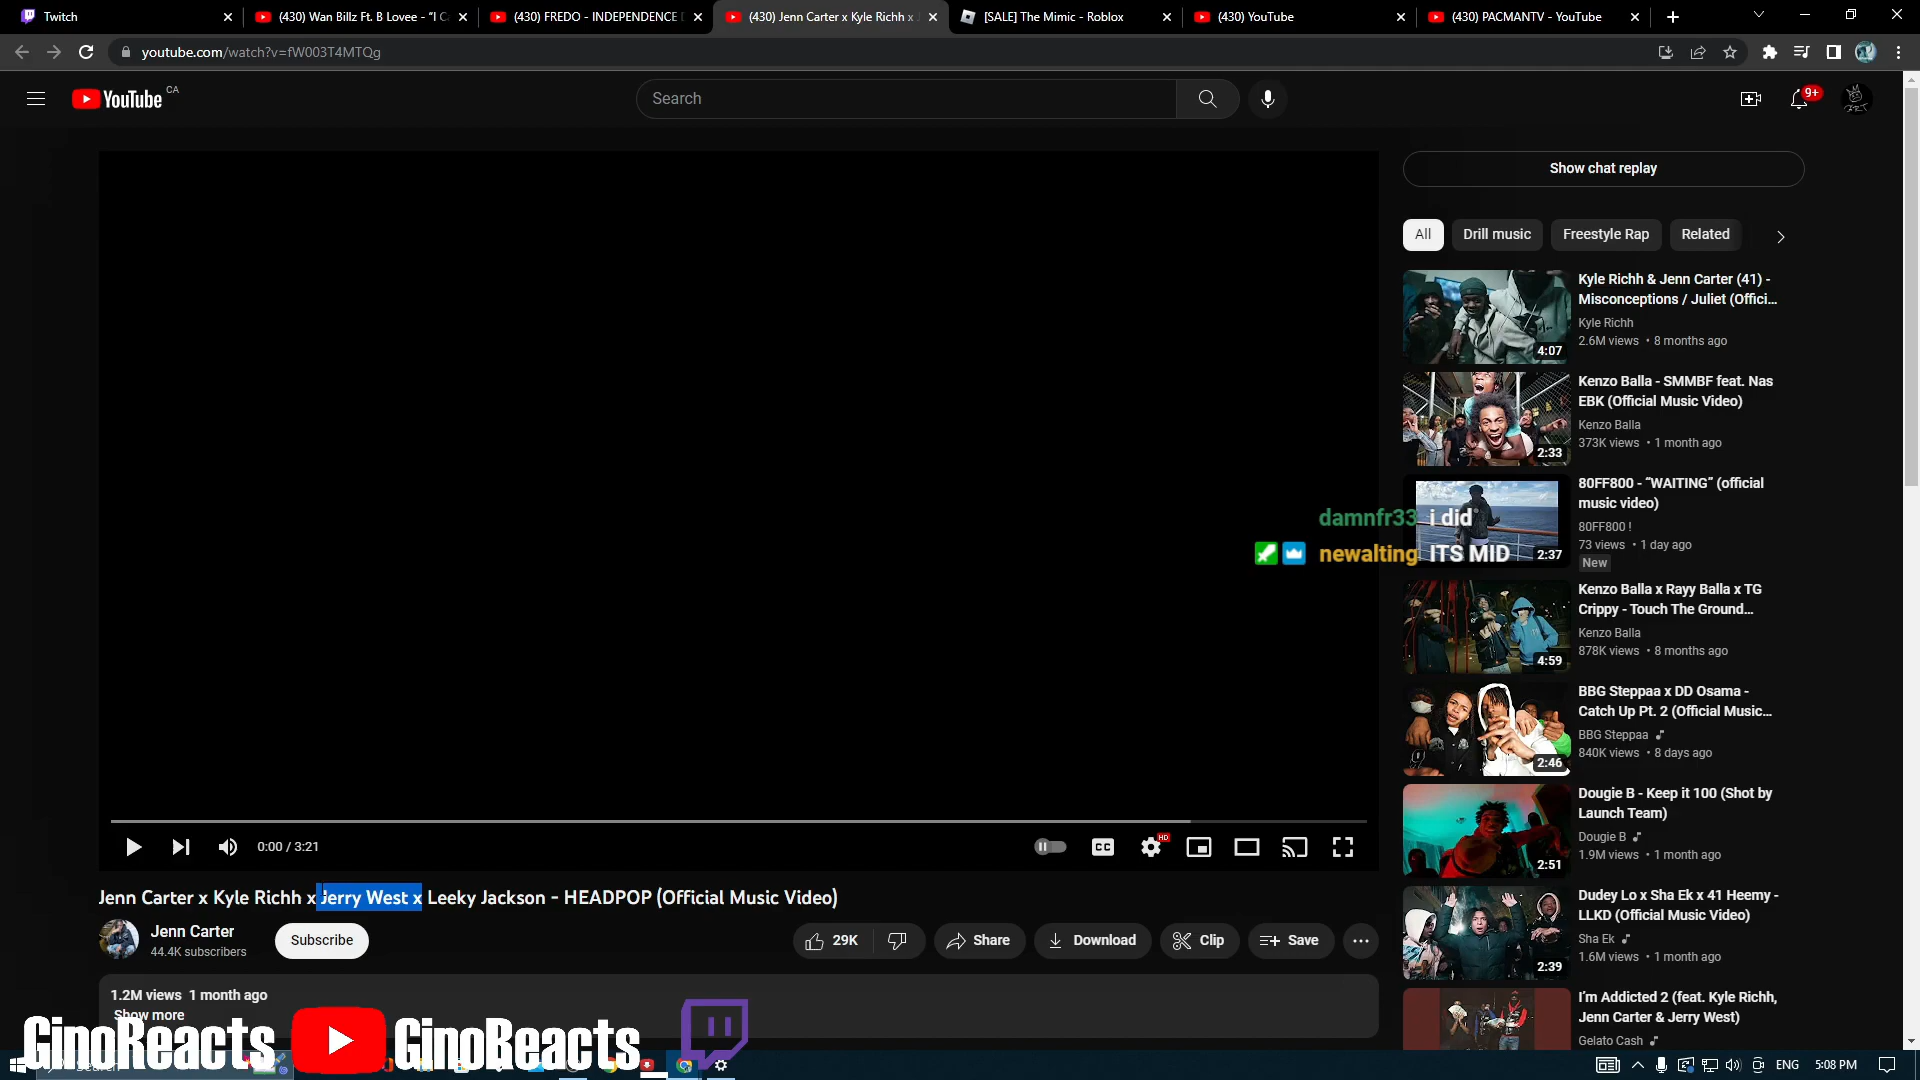 Twitch
(430) Wan Billz Ft. B Lovee - "I C
(430) FREDO - INDEPENDENCE
(430) Jenn Carter x Kyle Richh x
[SALE] The Mimic - Roblox
(430) YouTube
(430) PACMANTV - YouTube
youtube.com/watch?v=fW003T4MTQg
YouTube
CA
Search
9+
Show chat replay
All
Drill music
Freestyle Rap
Related
Kyle Richh & Jenn Carter (41) -
Misconceptions / Juliet (Offici...
Kyle Richh
2.6M views • 8 months ago
4:07
Kenzo Balla - SMMBF feat. Nas
EBK (Official Music Video)
Kenzo Balla
373K views • 1 month ago
2:33
80FF800 - "WAITING" (official
music video)
80FF800 !
73 views • 1 day ago
New
2:37
damnfr33 i did
newalting ITS MID
Kenzo Balla x Rayy Balla x TG
Crippy - Touch The Ground...
Kenzo Balla
878K views • 8 months ago
4:59
BBG Steppaa x DD Osama -
Catch Up Pt. 2 (Official Music...
BBG Steppaa
840K views • 8 days ago
2:46
Dougie B - Keep it 100 (Shot by
Launch Team)
Dougie B
1.9M views • 1 month ago
2:51
Dudey Lo x Sha Ek x 41 Heemy -
LLKD (Official Music Video)
Sha Ek
1.6M views • 1 month ago
2:39
I'm Addicted 2 (feat. Kyle Richh,
Jenn Carter & Jerry West)
Gelato Cash
0:00 / 3:21
CC
HD
Jenn Carter x Kyle Richh x Jerry West x Leeky Jackson - HEADPOP (Official Music Video)
Jenn Carter
44.4K subscribers
Subscribe
29K
Share
Download
Clip
Save
1.2M views 1 month ago
Show more
GinoReacts
GinoReacts
ENG
5:08 PM